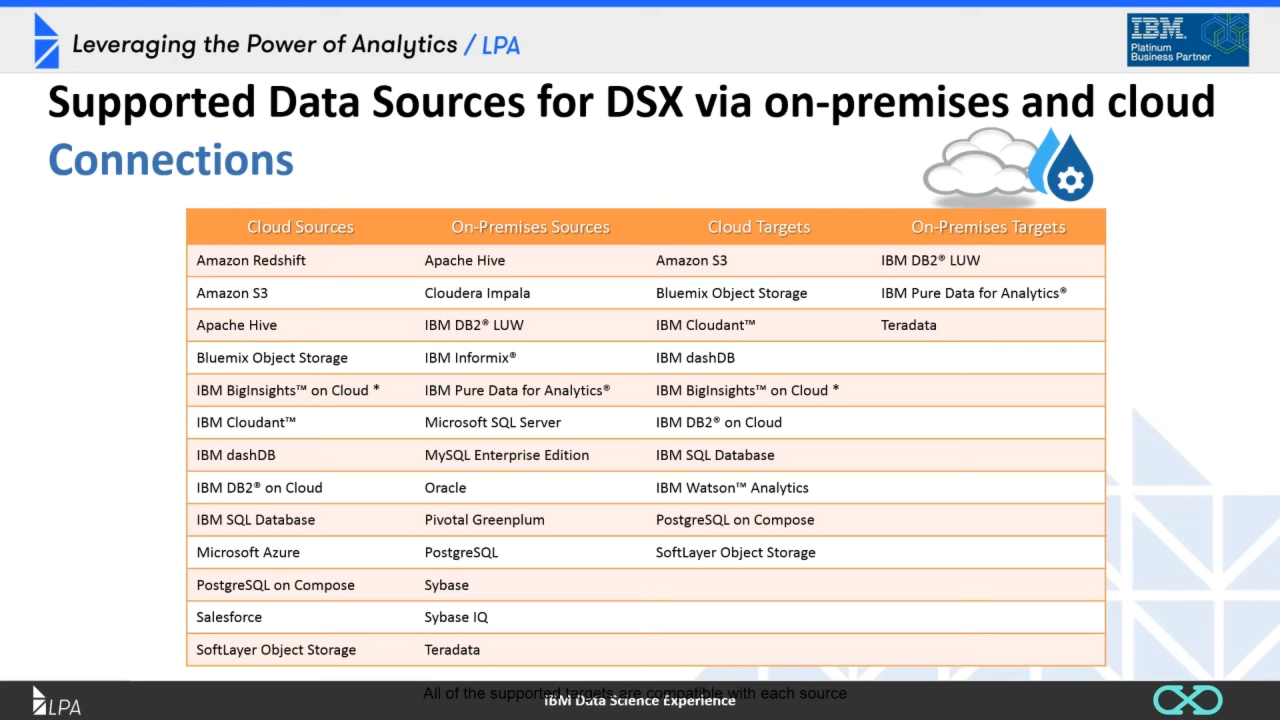 Leveraging the Power of Analytics / LPA
IBM.
Platinum
Business Partner
Supported Data Sources for DSX via on-premises and cloud
Connections
Cloud Sources On-Premises Sources Cloud Targets On-Premises Targets
Amazon Redshift Apache Hive Amazon S3 IBM DB2® LUW
Amazon S3 Cloudera Impala Bluemix Object Storage IBM Pure Data for Analytics®
Apache Hive IBM DB2® LUW IBM Cloudant™ Teradata
Bluemix Object Storage IBM Informix® IBM dashDB
IBM BigInsights™ on Cloud * IBM Pure Data for Analytics® IBM BigInsights™ on Cloud *
IBM Cloudant™ Microsoft SQL Server IBM DB2® on Cloud
IBM dashDB MySQL Enterprise Edition IBM SQL Database
IBM DB2® on Cloud Oracle IBM Watson™ Analytics
IBM SQL Database Pivotal Greenplum PostgreSQL on Compose
Microsoft Azure PostgreSQL SoftLayer Object Storage
PostgreSQL on Compose Sybase
Salesforce Sybase IQ
SoftLayer Object Storage Teradata
All of the supported targets are compatible with each source
LPA
IBM Data Science Experience